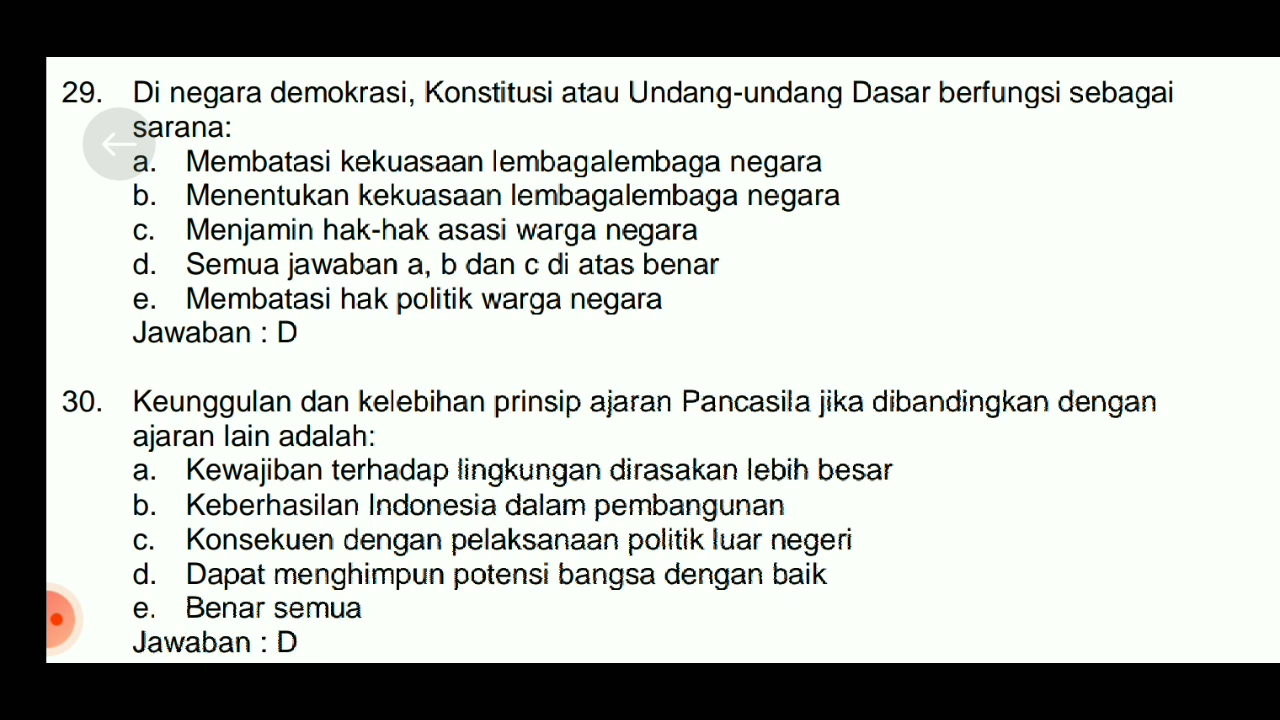 29. Di negara demokrasi, Konstitusi atau Undang-undang Dasar berfungsi sebagai
sarana:
a. Membatasi kekuasaan lembagalembaga negara
b. Menentukan kekuasaan lembagalembaga negara
c. Menjamin hak-hak asasi warga negara
d. Semua jawaban a, b dan c di atas benar
e. Membatasi hak politik warga negara
Jawaban : D
30. Keunggulan dan kelebihan prinsip ajaran Pancasila jika dibandingkan dengan
ajaran lain adalah:
a. Kewajiban terhadap lingkungan dirasakan lebih besar
b. Keberhasilan Indonesia dalam pembangunan
c. Konsekuen dengan pelaksanaan politik luar negeri
d. Dapat menghimpun potensi bangsa dengan baik
e. Benar semua
Jawaban : D